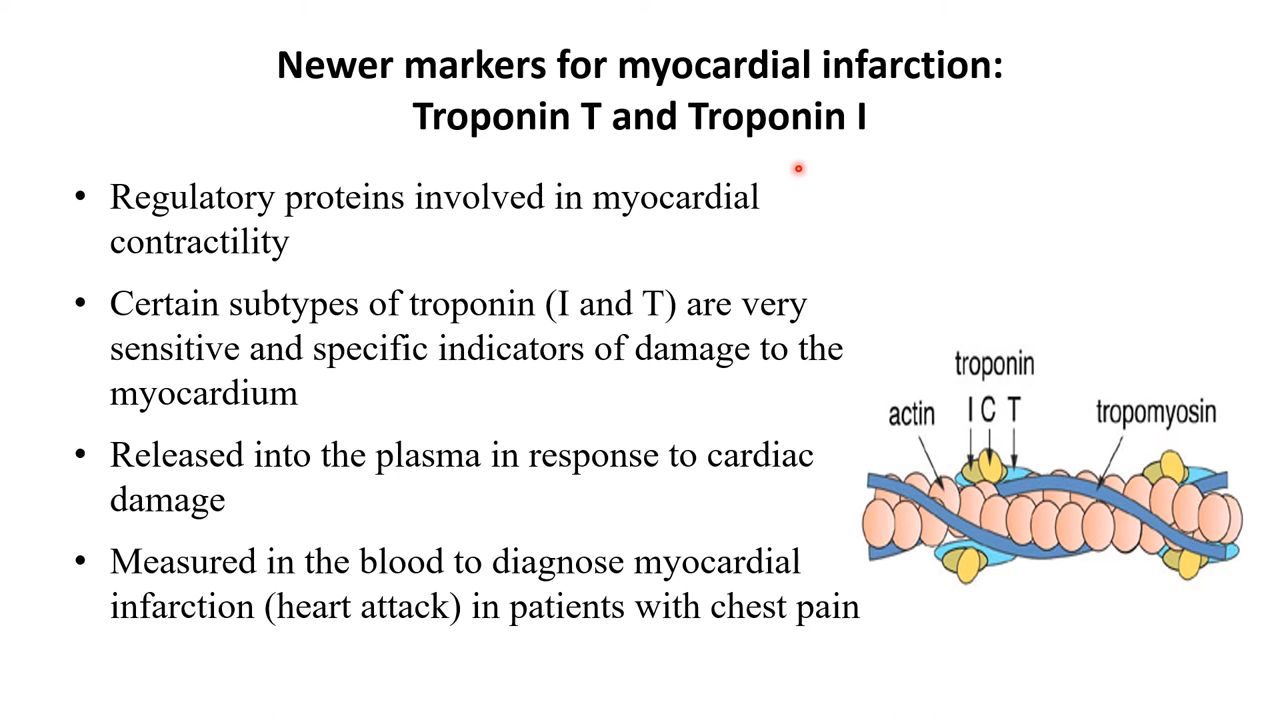 Newer markers for myocardial infarction:
Troponin T and Troponin I
• Regulatory proteins involved in myocardial
contractility
• Certain subtypes of troponin (I and T) are very
sensitive and specific indicators of damage to the
myocardium
• Released into the plasma in response to cardiac
damage
• Measured in the blood to diagnose myocardial
infarction (heart attack) in patients with chest pain
troponin
actin I C T tropomyosin